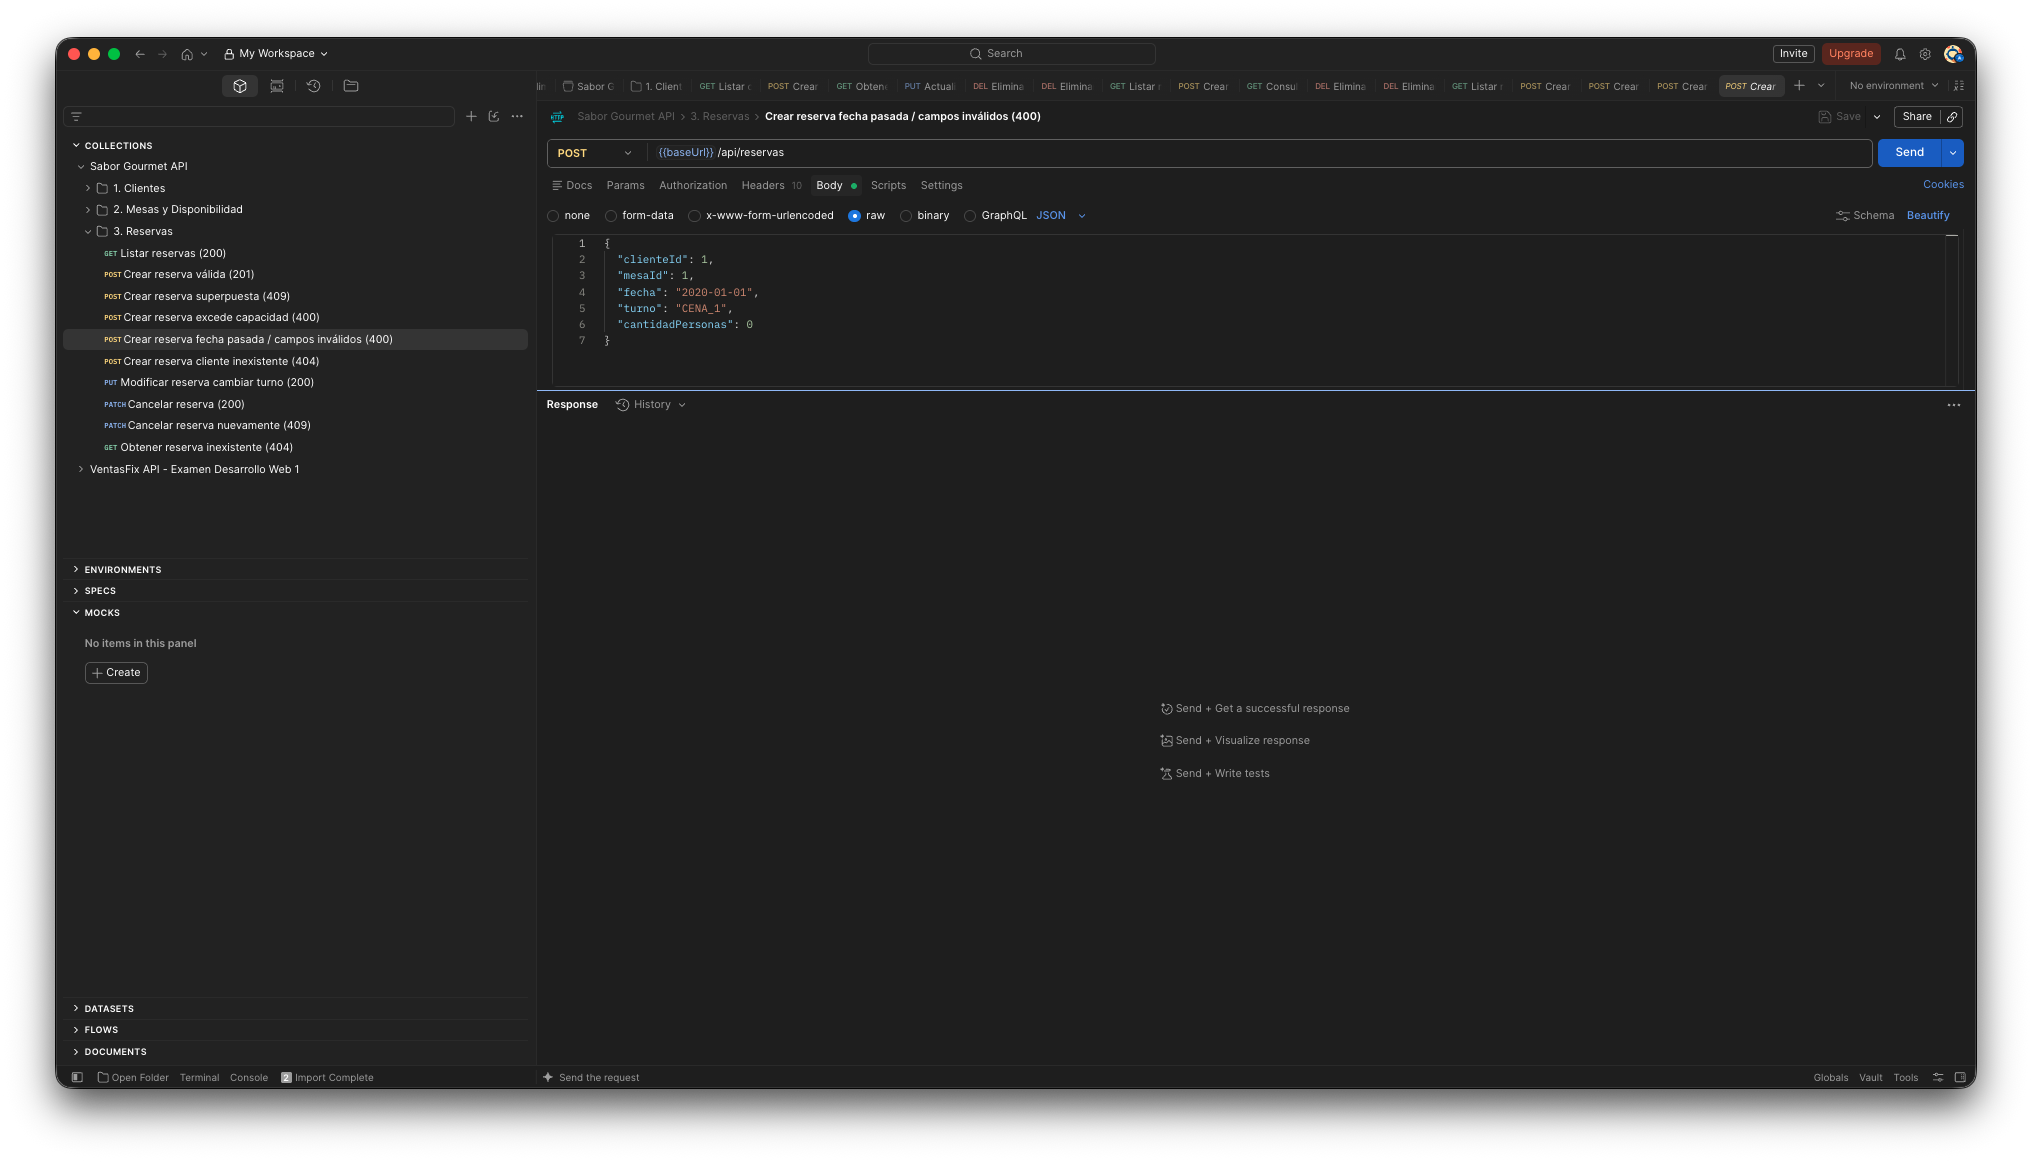 My Workspace
Search
Invite
Upgrade
Sabor G
1. Client
GET Listar
POST Crear
GET Obten
PUT Actuali
DEL Elimina
DEL Elimina
GET Listar
POST Crear
GET Consul
DEL Elimina
DEL Elimina
GET Listar
POST Crear
POST Crear
POST Crear
POST Crear
No environment
COLLECTIONS
Sabor Gourmet API
1. Clientes
2. Mesas y Disponibilidad
3. Reservas
GET Listar reservas (200)
POST Crear reserva válida (201)
POST Crear reserva superpuesta (409)
POST Crear reserva excede capacidad (400)
POST Crear reserva fecha pasada / campos inválidos (400)
POST Crear reserva cliente inexistente (404)
PUT Modificar reserva cambiar turno (200)
PATCH Cancelar reserva (200)
PATCH Cancelar reserva nuevamente (409)
GET Obtener reserva inexistente (404)
VentasFix API - Examen Desarrollo Web 1
ENVIRONMENTS
SPECS
MOCKS
No items in this panel
Create
DATASETS
FLOWS
DOCUMENTS
HTTP Sabor Gourmet API > 3. Reservas > Crear reserva fecha pasada / campos inválidos (400)
Save
Share
POST {{baseUrl}} /api/reservas
Send
Docs Params Authorization Headers 10 Body Scripts Settings
Cookies
none form-data x-www-form-urlencoded raw binary GraphQL JSON
Schema Beautify
1 {
2 "clienteId": 1,
3 "mesaId": 1,
4 "fecha": "2020-01-01",
5 "turno": "CENA_1",
6 "cantidadPersonas": 0
7 }
Response History
Send + Get a successful response
Send + Visualize response
Send + Write tests
Open Folder Terminal Console 2 Import Complete
Send the request
Globals Vault Tools